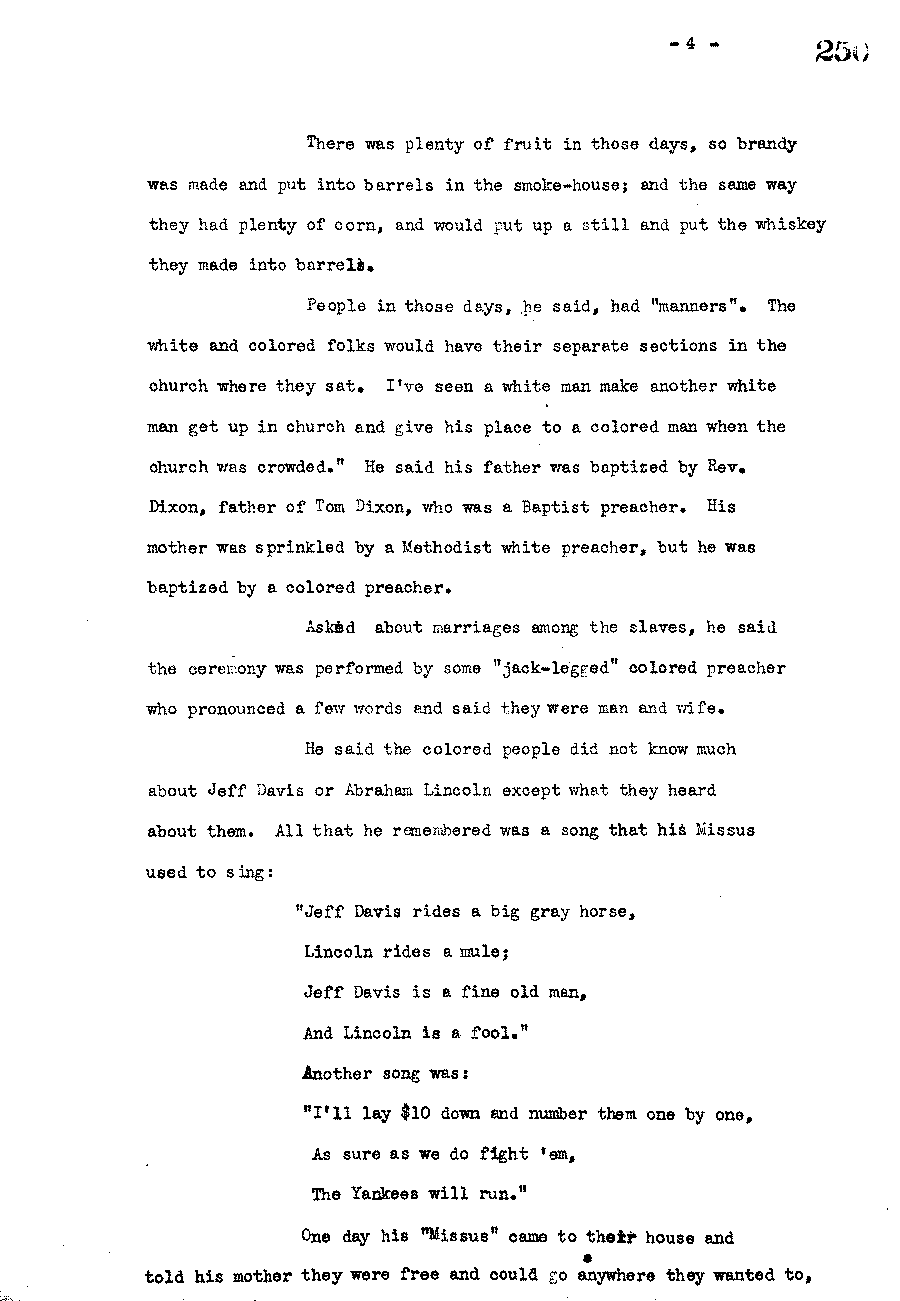 - 4 -
250
There was plenty of fruit in those days, so brandy
was made and put into barrels in the smoke-house; and the same way
they had plenty of corn, and would put up a still and put the whiskey
they made into barrels.
People in those days, he said, had "manners". The
white and colored folks would have their separate sections in the
church where they sat. I've seen a white man make another white
man get up in church and give his place to a colored man when the
church was crowded." He said his father was baptized by Rev.
Dixon, father of Tom Dixon, who was a Baptist preacher. His
mother was sprinkled by a Methodist white preacher, but he was
baptized by a colored preacher.
Asked about marriages among the slaves, he said
the ceremony was performed by some "jack-legged" colored preacher
who pronounced a few words and said they were man and wife.
He said the colored people did not know much
about Jeff Davis or Abraham Lincoln except what they heard
about them. All that he remembered was a song that his Missus
used to sing:
"Jeff Davis rides a big gray horse,
Lincoln rides a mule;
Jeff Davis is a fine old man,
And Lincoln is a fool."
Another song was:
"I'll lay $10 down and number them one by one,
As sure as we do fight 'em,
The Yankees will run."
One day his "Missus" came to their house and
told his mother they were free and could go anywhere they wanted to,